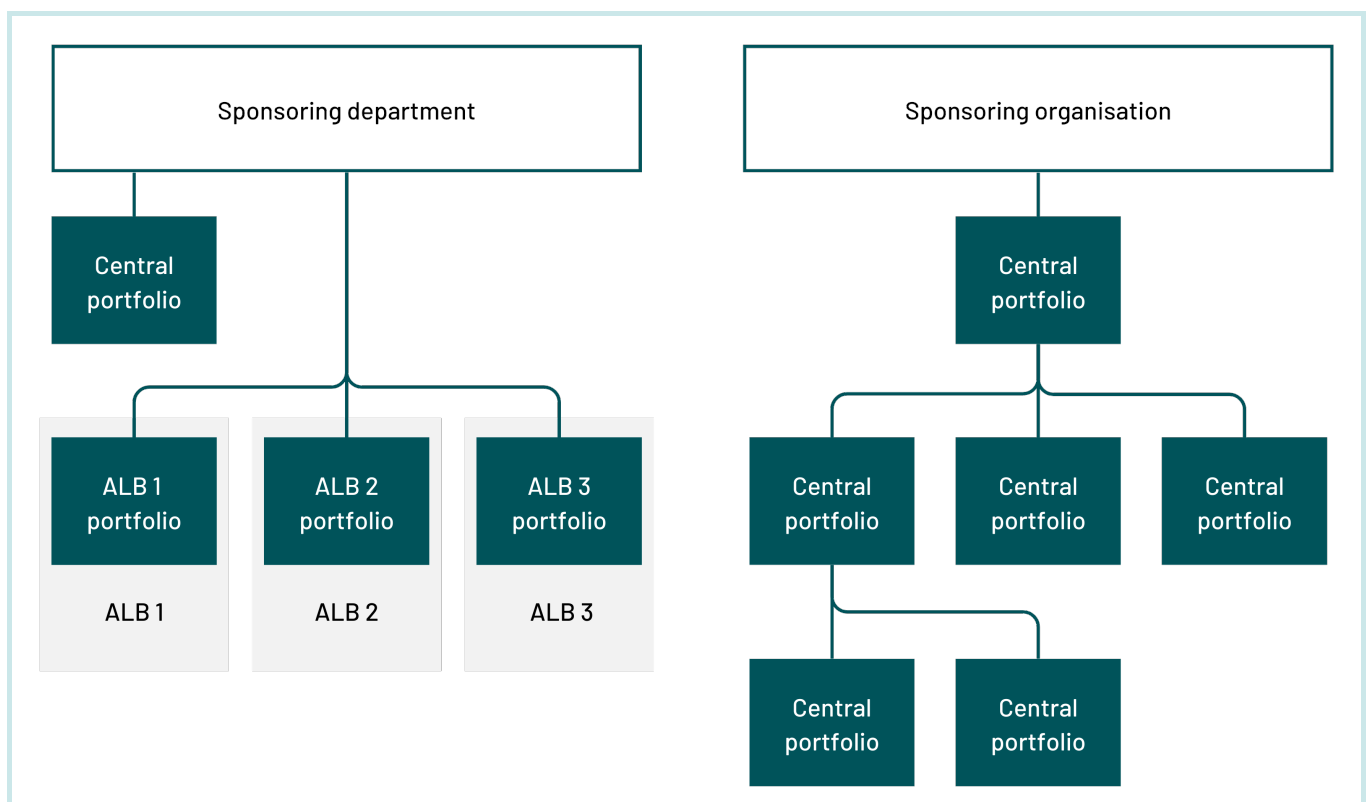 Sponsoring department
Central
portfolio
ALB 1
portfolio
ALB 2
portfolio
ALB 3
portfolio
ALB 1
ALB 2
ALB 3
Sponsoring organisation
Central
portfolio
Central
portfolio
Central
portfolio
Central
portfolio
Central
portfolio
Central
portfolio